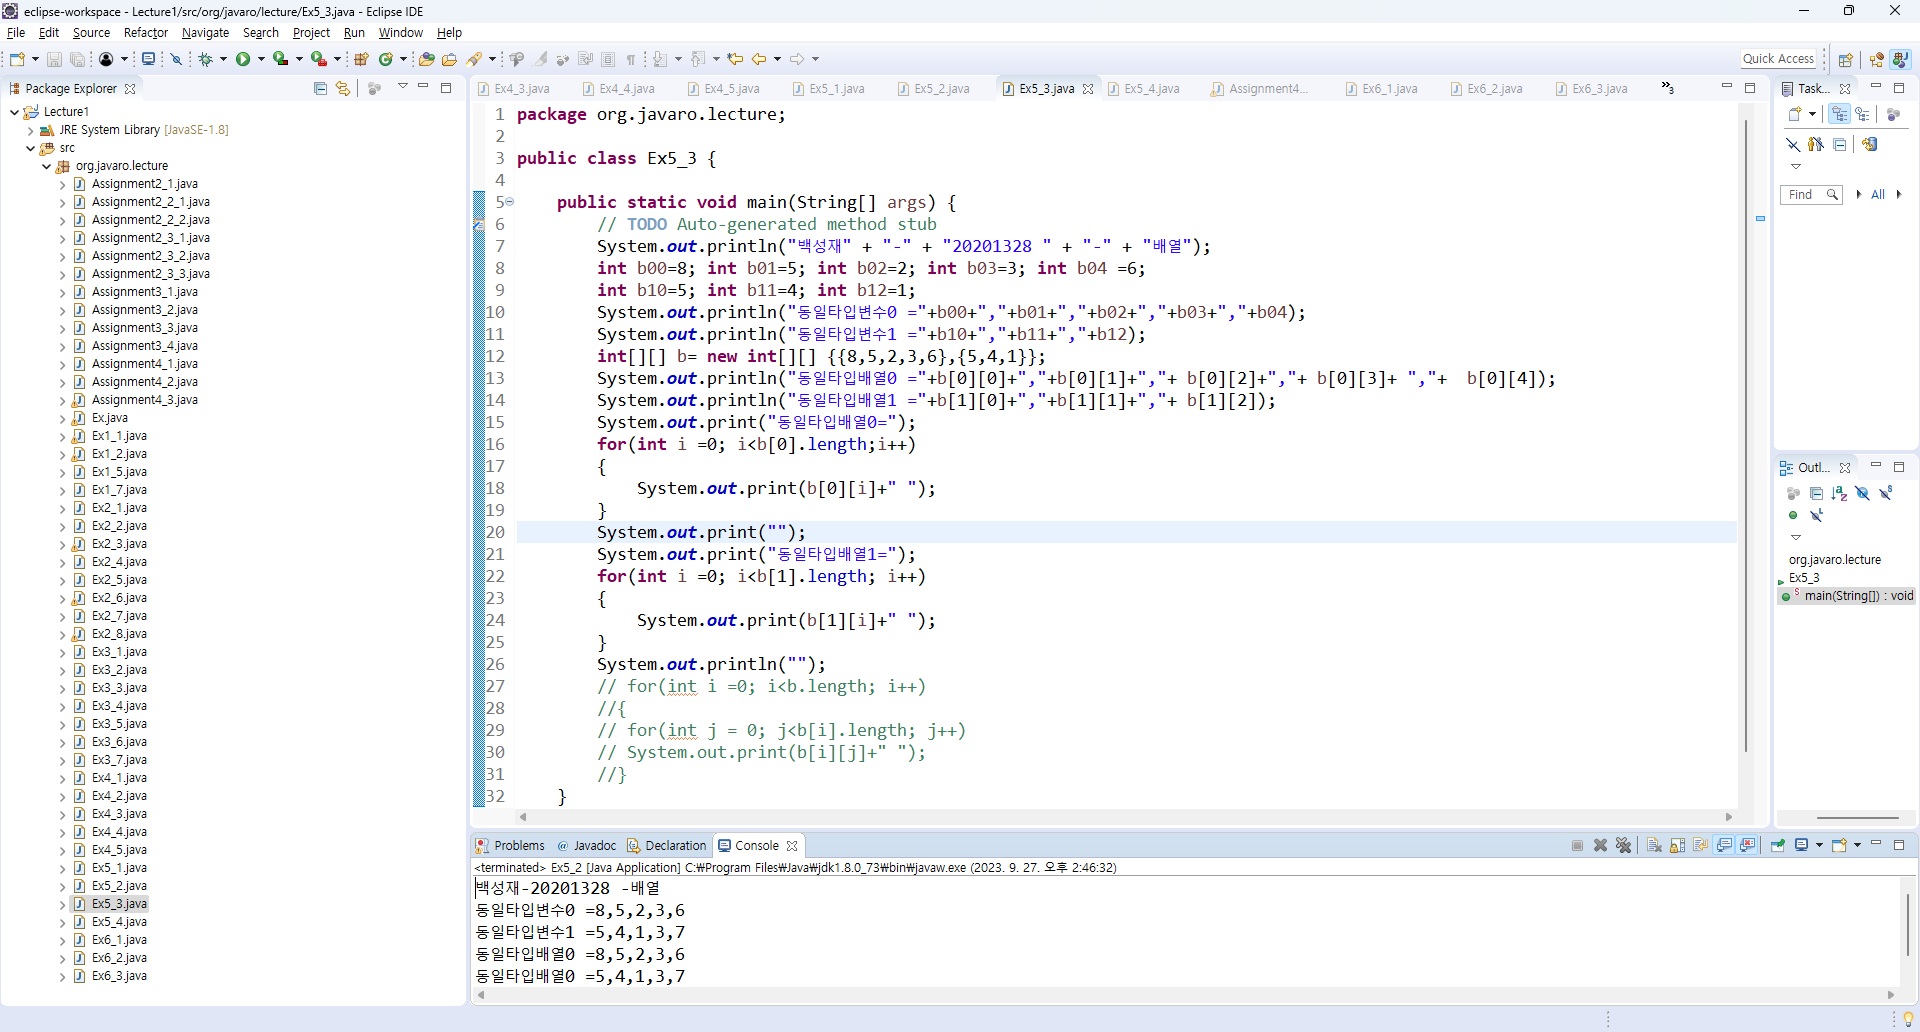 eclipse-workspace - Lecture1/src/org/javaro/lecture/Ex5_3.java - Eclipse IDE
File Edit Source Refactor Navigate Search Project Run Window Help
Quick Access
Package Explorer
Lecture1
JRE System Library [JavaSE-1.8]
src
org.javaro.lecture
Assignment2_1.java
Assignment2_2_1.java
Assignment2_2_2.java
Assignment2_3_1.java
Assignment2_3_2.java
Assignment2_3_3.java
Assignment3_1.java
Assignment3_2.java
Assignment3_3.java
Assignment3_4.java
Assignment4_1.java
Assignment4_2.java
Assignment4_3.java
Ex.java
Ex1_1.java
Ex1_2.java
Ex1_5.java
Ex1_7.java
Ex2_1.java
Ex2_2.java
Ex2_3.java
Ex2_4.java
Ex2_5.java
Ex2_6.java
Ex2_7.java
Ex2_8.java
Ex3_1.java
Ex3_2.java
Ex3_3.java
Ex3_4.java
Ex3_5.java
Ex3_6.java
Ex3_7.java
Ex4_1.java
Ex4_2.java
Ex4_3.java
Ex4_4.java
Ex4_5.java
Ex5_1.java
Ex5_2.java
Ex5_3.java
Ex5_4.java
Ex6_1.java
Ex6_2.java
Ex6_3.java
Ex4_3.java Ex4_4.java Ex4_5.java Ex5_1.java Ex5_2.java Ex5_3.java Ex5_4.java Assignment4... Ex6_1.java Ex6_2.java Ex6_3.java »3
1 package org.javaro.lecture;
2
3 public class Ex5_3 {
4
5 public static void main(String[] args) {
6 // TODO Auto-generated method stub
7 System.out.println("백성재" + "-" + "20201328 " + "-" + "배열");
8 int b00=8; int b01=5; int b02=2; int b03=3; int b04 =6;
9 int b10=5; int b11=4; int b12=1;
10 System.out.println("동일타입변수0 ="+b00+","+b01+","+b02+","+b03+","+b04);
11 System.out.println("동일타입변수1 ="+b10+","+b11+","+b12);
12 int[][] b= new int[][] {{8,5,2,3,6},{5,4,1}};
13 System.out.println("동일타입배열0 ="+b[0][0]+","+b[0][1]+","+ b[0][2]+","+ b[0][3]+ ","+  b[0][4]);
14 System.out.println("동일타입배열1 ="+b[1][0]+","+b[1][1]+","+ b[1][2]);
15 System.out.print("동일타입배열0=");
16 for(int i =0; i<b[0].length;i++)
17 {
18 System.out.print(b[0][i]+" ");
19 }
20 System.out.print("");
21 System.out.print("동일타입배열1=");
22 for(int i =0; i<b[1].length; i++)
23 {
24 System.out.print(b[1][i]+" ");
25 }
26 System.out.println("");
27 // for(int i =0; i<b.length; i++)
28 //{
29 // for(int j = 0; j<b[i].length; j++)
30 // System.out.print(b[i][j]+" ");
31 //}
32 }
Task...
Find All
Outl...
org.javaro.lecture
Ex5_3
main(String[]) : void
Problems @ Javadoc Declaration Console
<terminated> Ex5_2 [Java Application] C:₩Program Files₩Java₩jdk1.8.0_73₩bin₩javaw.exe (2023. 9. 27. 오후 2:46:32)
백성재-20201328 -배열
동일타입변수0 =8,5,2,3,6
동일타입변수1 =5,4,1,3,7
동일타입배열0 =8,5,2,3,6
동일타입배열0 =5,4,1,3,7